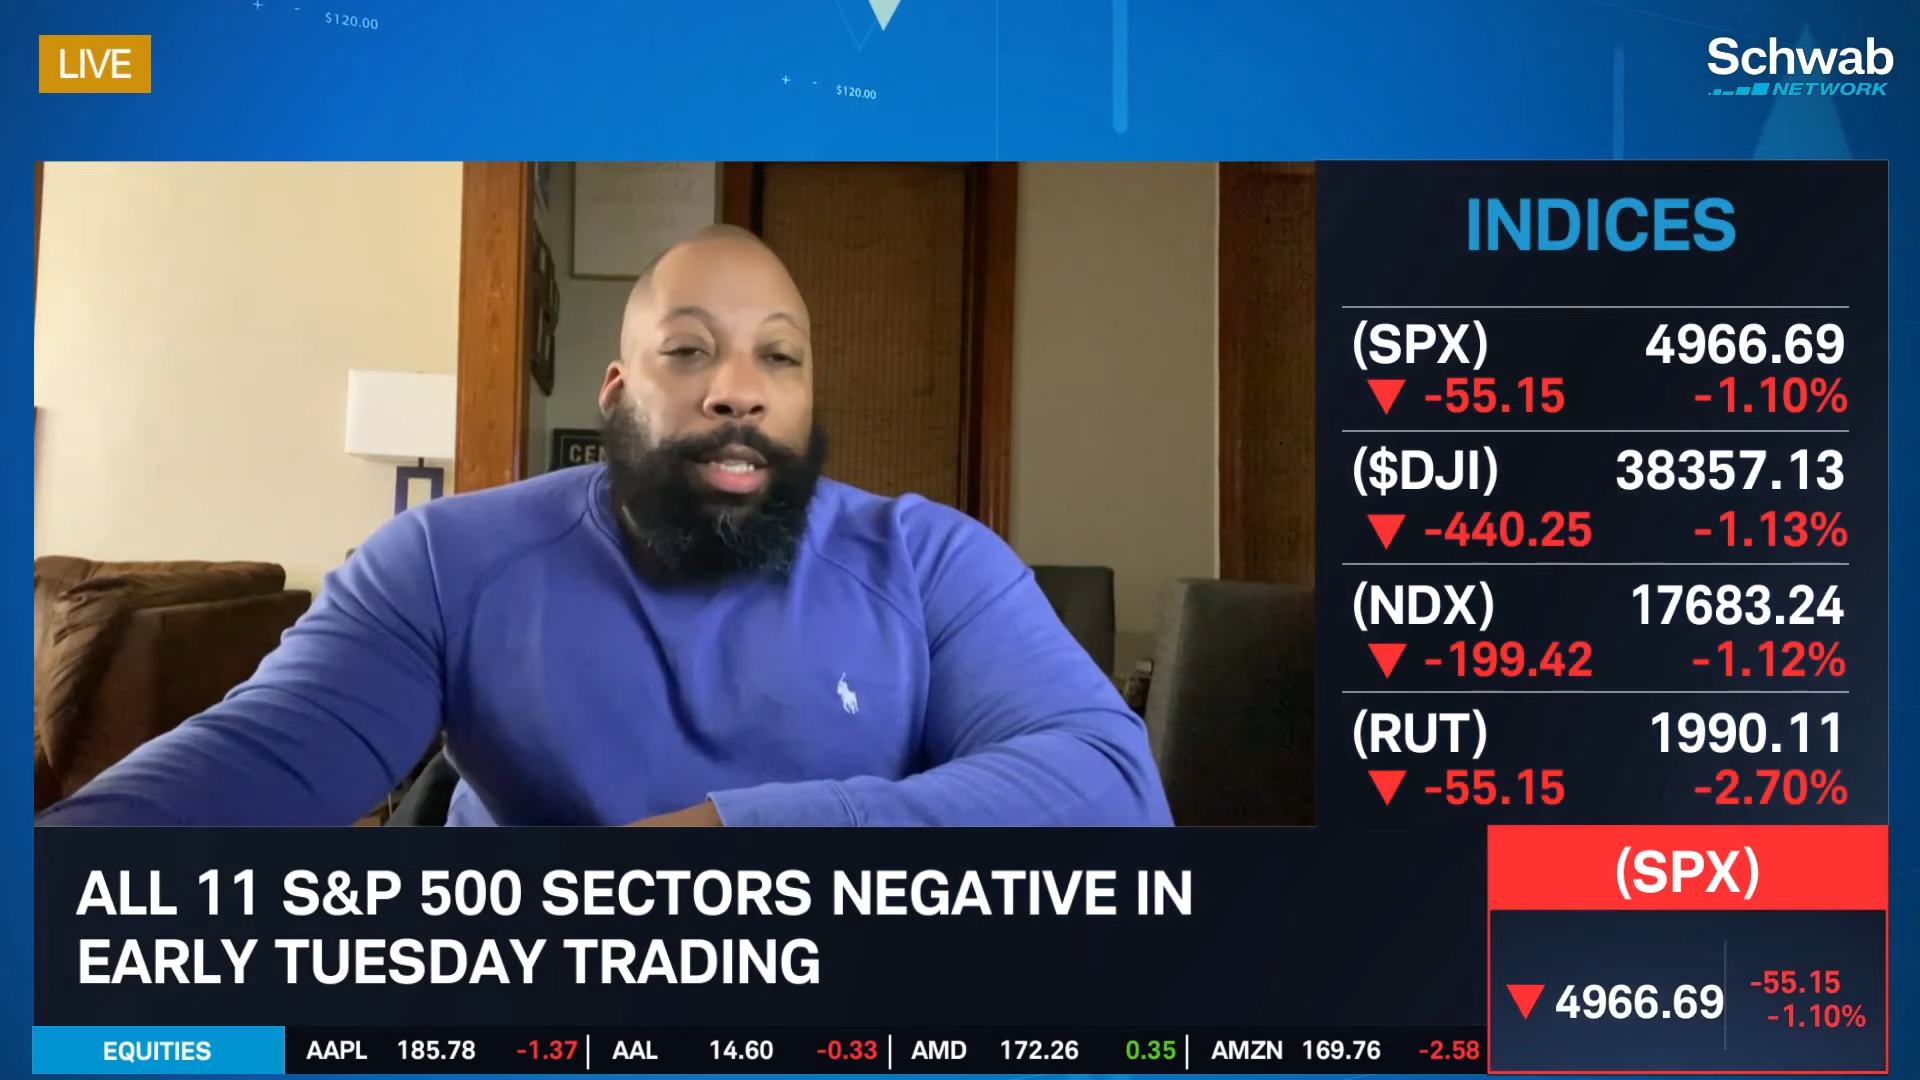 + - $120.00
+ - $120.00
LIVE
Schwab
NETWORK
INDICES
(SPX) 4966.69
▼ -55.15 -1.10%
($DJI) 38357.13
▼ -440.25 -1.13%
(NDX) 17683.24
▼ -199.42 -1.12%
(RUT) 1990.11
▼ -55.15 -2.70%
CEN
ALL 11 S&P 500 SECTORS NEGATIVE IN
EARLY TUESDAY TRADING
(SPX)
▼ 4966.69 -55.15
-1.10%
EQUITIES AAPL 185.78 -1.37 | AAL 14.60 -0.33 | AMD 172.26 0.35 | AMZN 169.76 -2.58